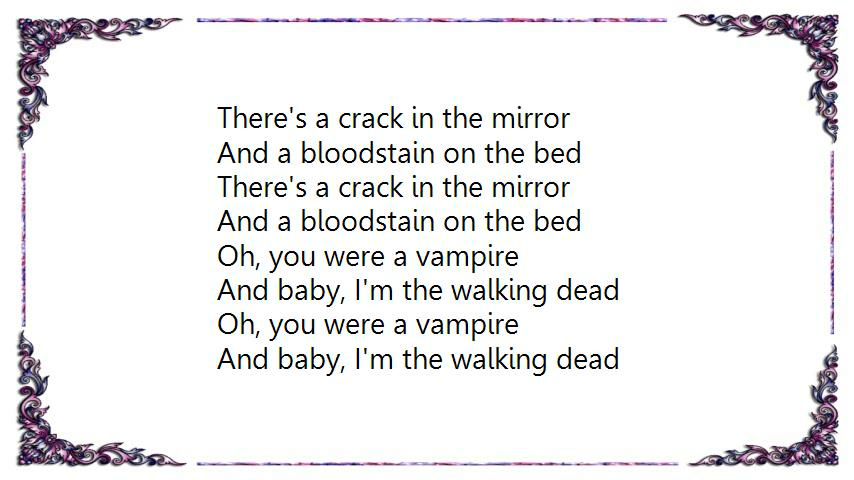 There's a crack in the mirror
And a bloodstain on the bed
There's a crack in the mirror
And a bloodstain on the bed
Oh, you were a vampire
And baby, I'm the walking dead
Oh, you were a vampire
And baby, I'm the walking dead